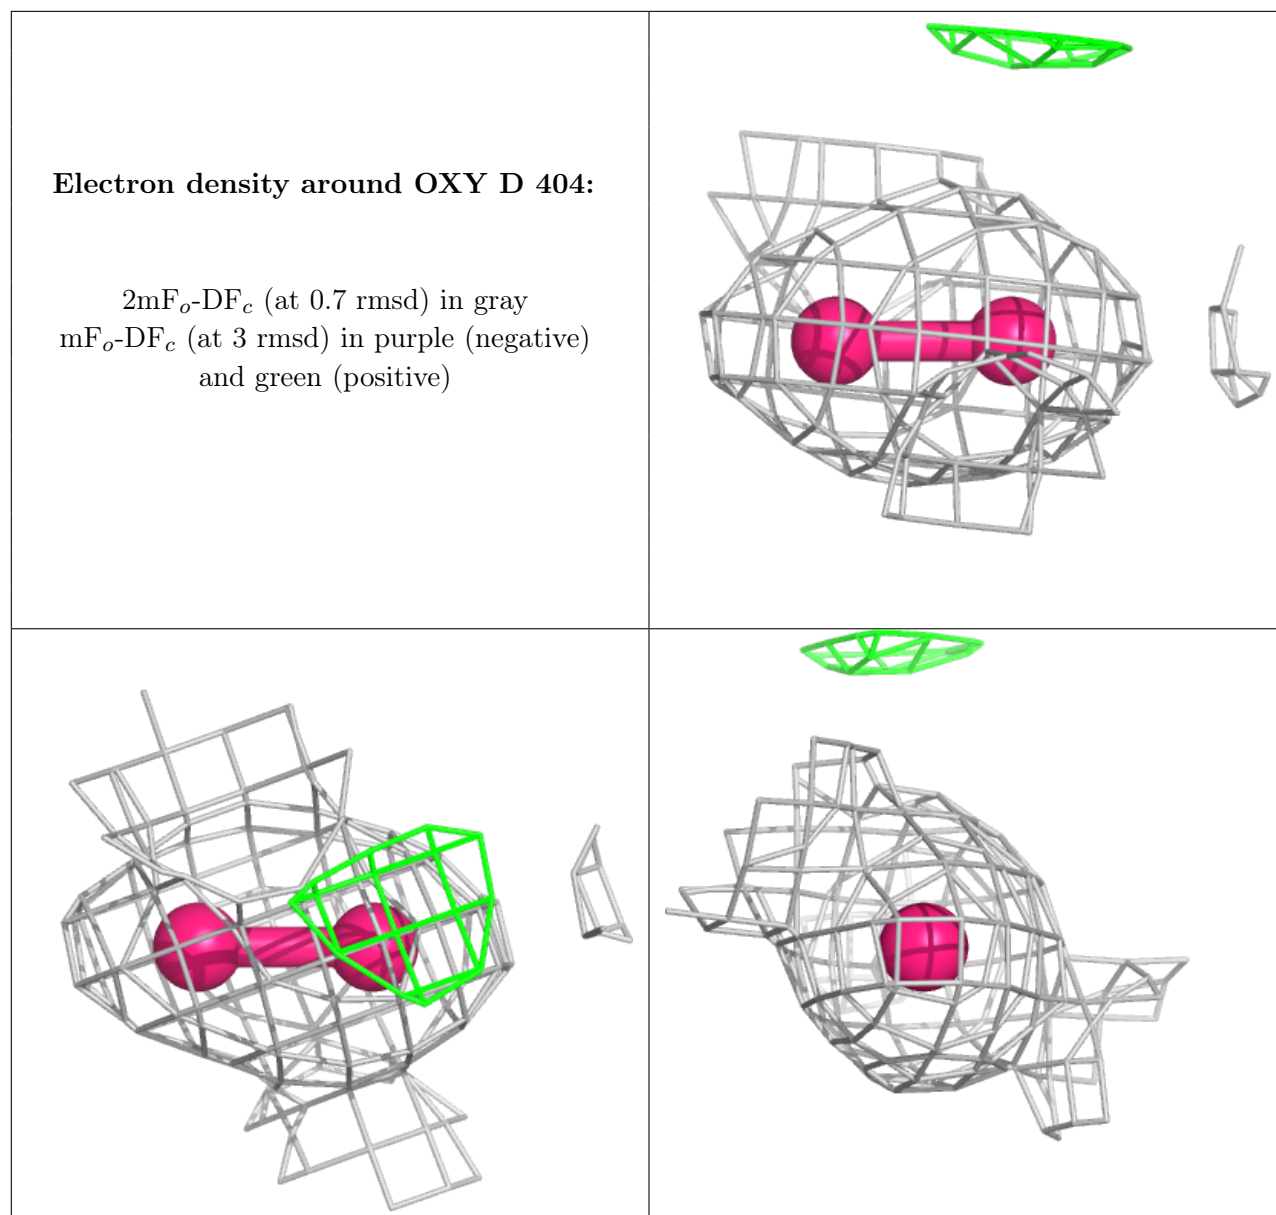 Electron density around OXY D 404:
2mFo-DFc (at 0.7 rmsd) in gray
mFo-DFc (at 3 rmsd) in purple (negative)
and green (positive)